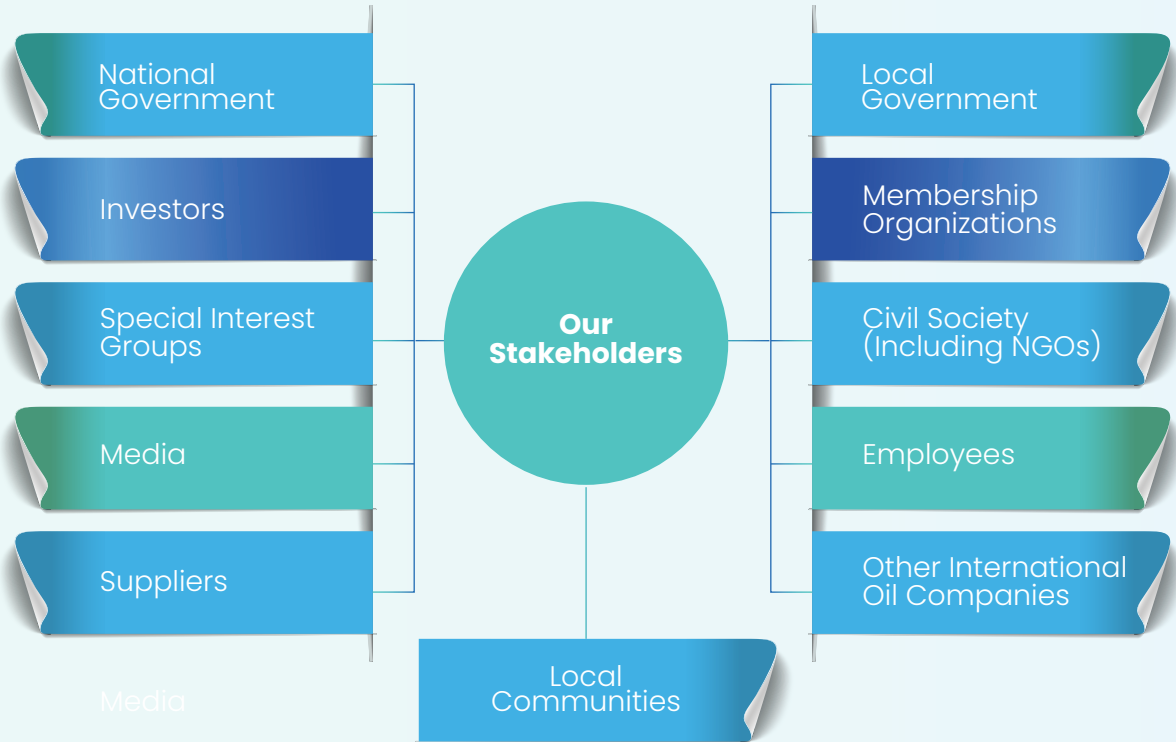 National
Government
Investors
Special Interest
Groups
Media
Suppliers
Media
Our
Stakeholders
Local
Communities
Local
Government
Membership
Organizations
Civil Society
(Including NGOs)
Employees
Other International
Oil Companies